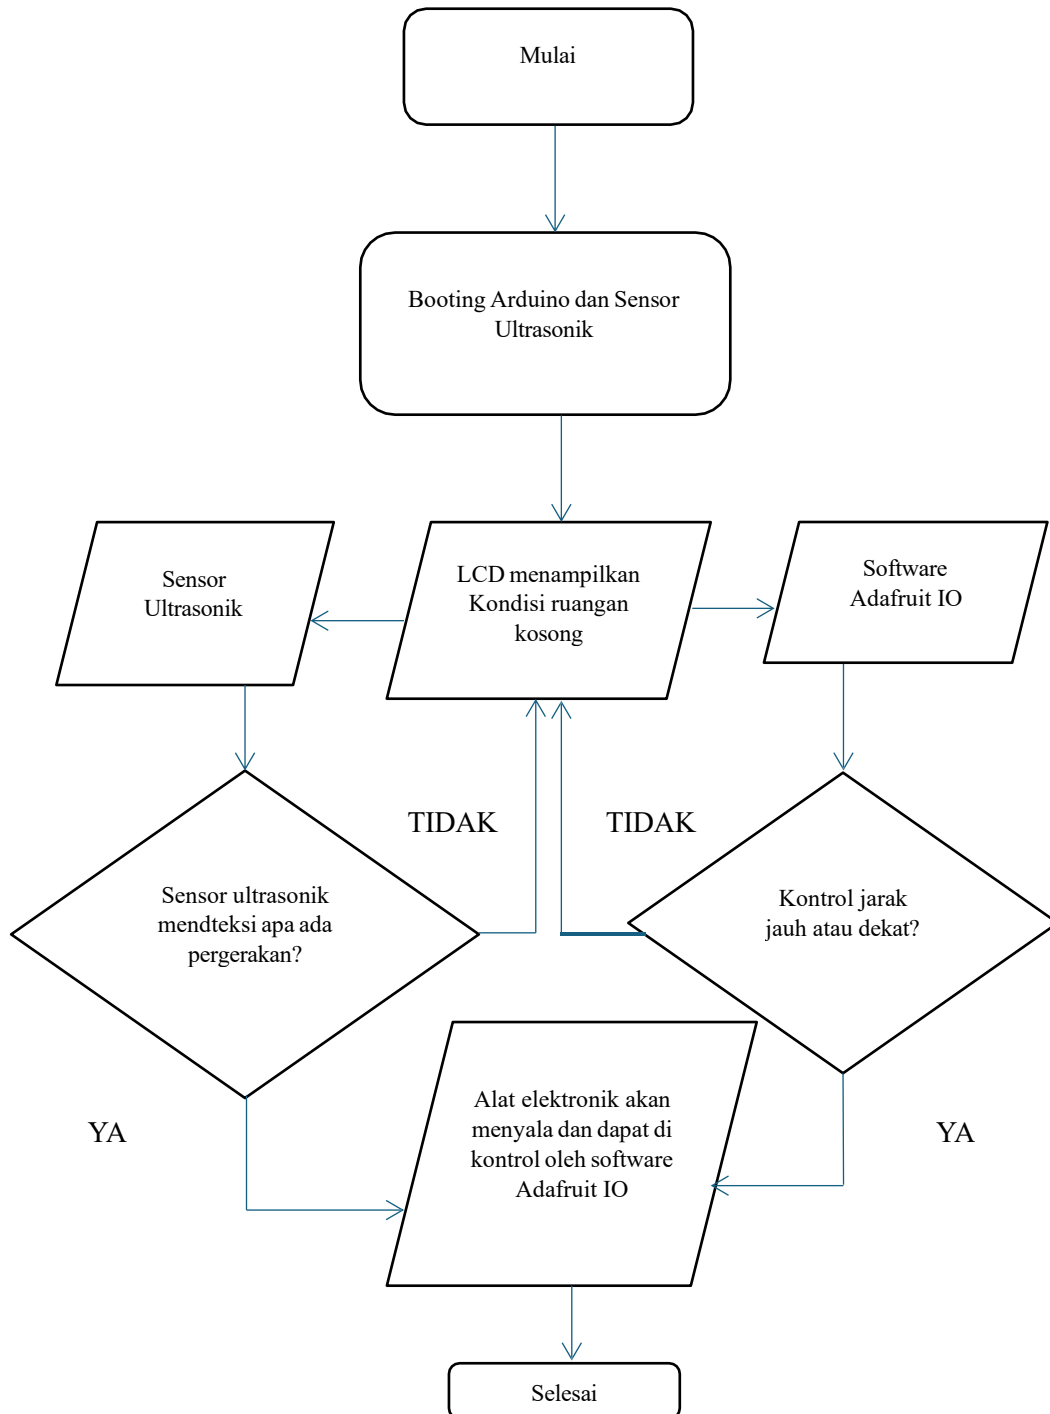 Mulai
Booting Arduino dan Sensor
Ultrasonik
Sensor
Ultrasonik
LCD menampilkan
Kondisi ruangan
kosong
Software
Adafruit IO
TIDAK
TIDAK
Sensor ultrasonik
mendteksi apa ada
pergerakan?
Kontrol jarak
jauh atau dekat?
YA
Alat elektronik akan
menyala dan dapat di
kontrol oleh software
Adafruit IO
YA
Selesai